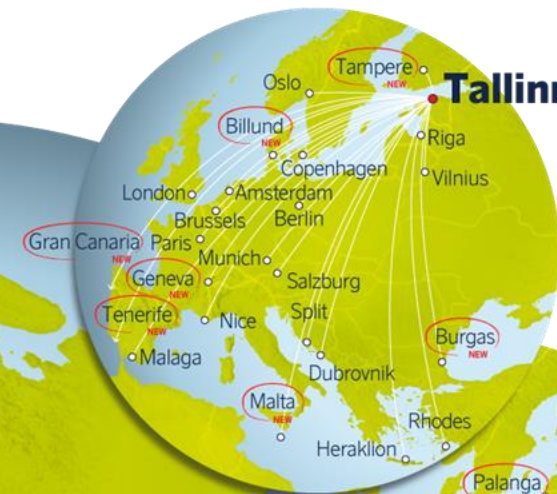 Tampere
NEW
Oslo
Tallinn
Billund
NEW
Riga
Copenhagen
Vilnius
London
Amsterdam
Brussels
Berlin
Gran Canaria
NEW
Paris
Munich
Geneva
NEW
Salzburg
Tenerife
NEW
Nice
Split
Burgas
NEW
Malaga
Dubrovnik
Malta
NEW
Rhodes
Heraklion
Palanga